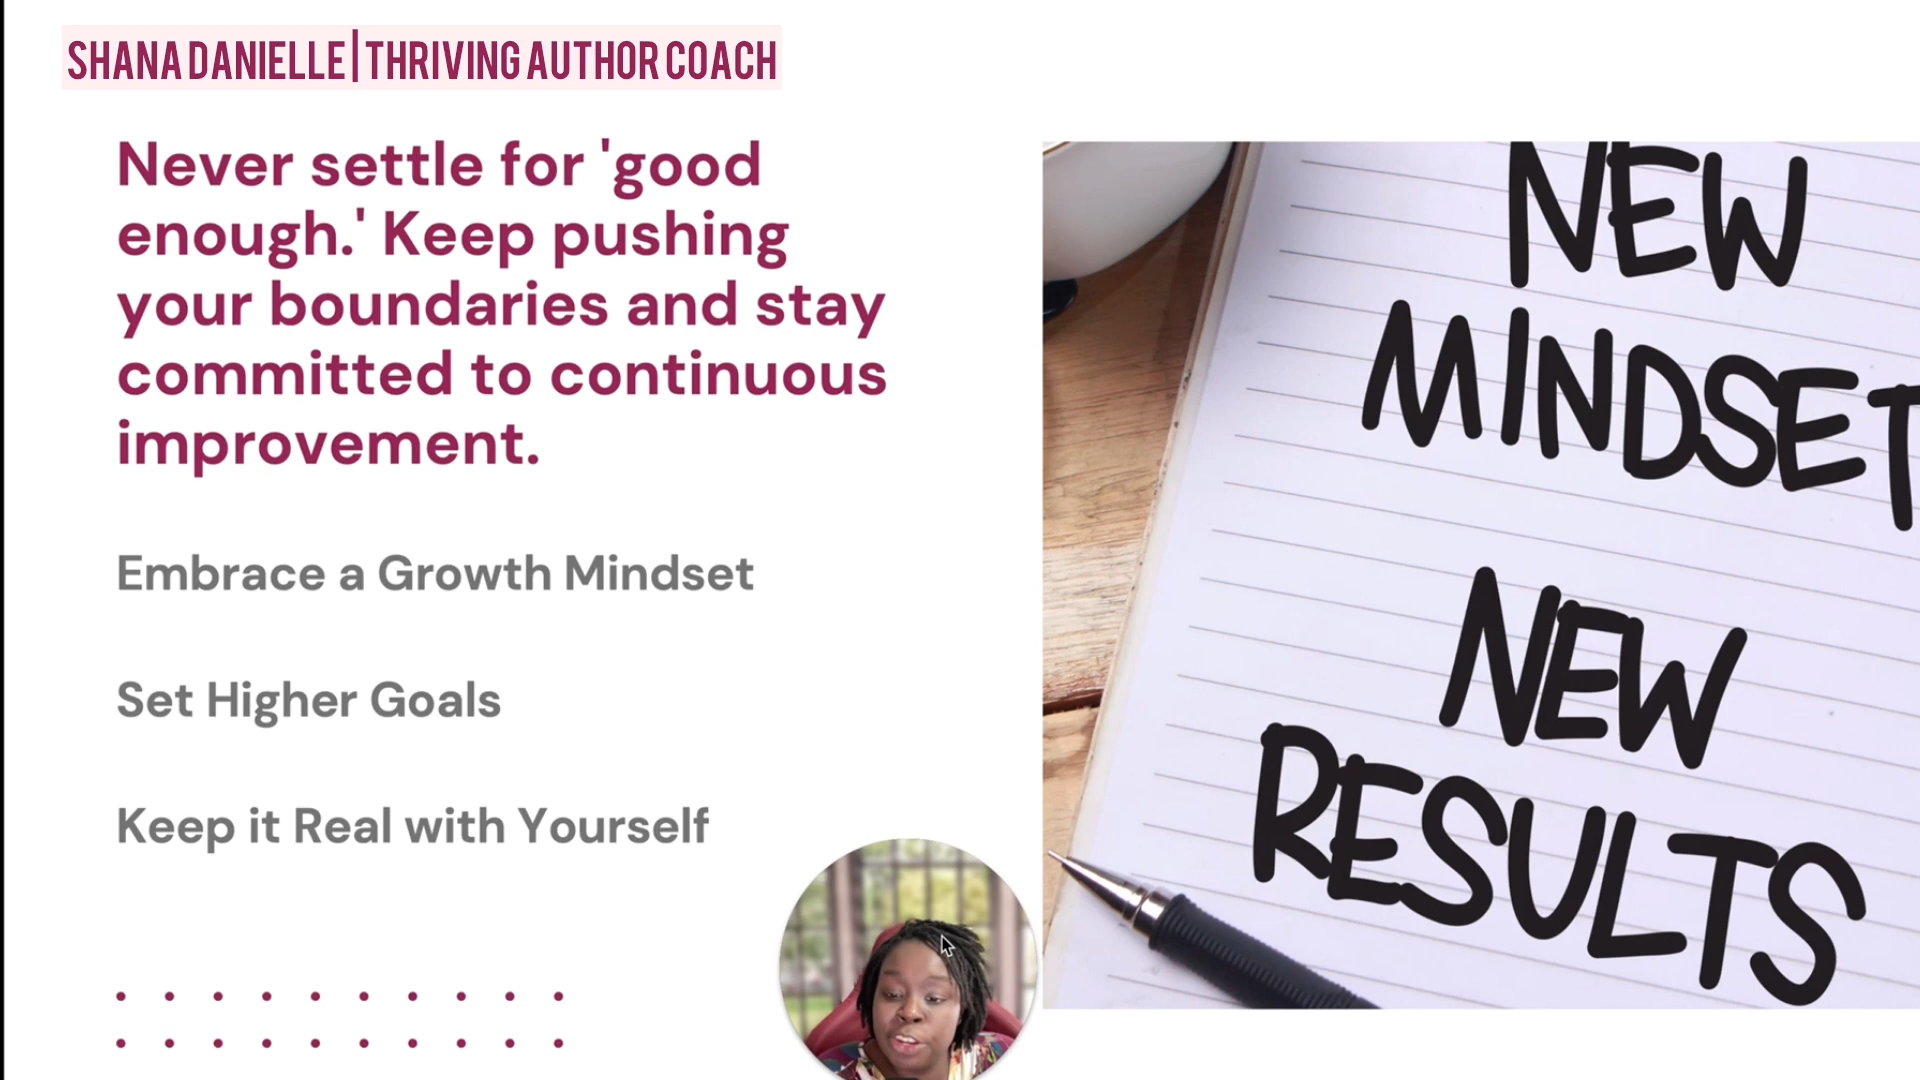 SHANA DANIELLE | THRIVING AUTHOR COACH
Never settle for 'good
enough.' Keep pushing
your boundaries and stay
committed to continuous
improvement.
Embrace a Growth Mindset
Set Higher Goals
Keep it Real with Yourself
NEW
MINDSET
NEW
RESULTS